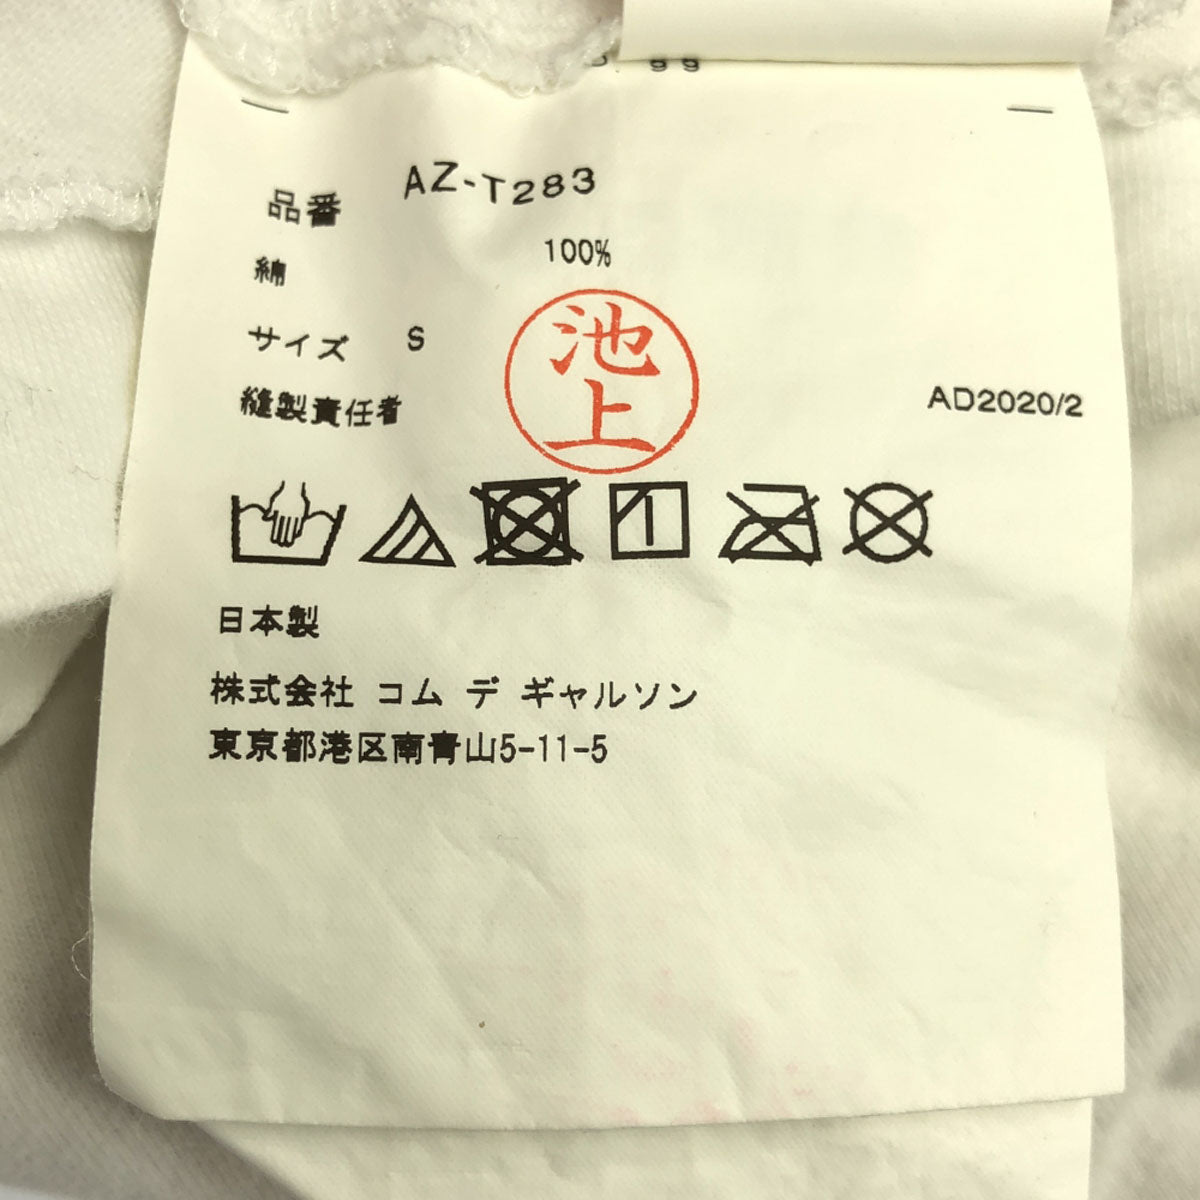 品番 AZ-T283
綿 100%
サイズ S
縫製責任者 池上 AD2020/2
日本製
株式会社 コム デ ギャルソン
東京都港区南青山5-11-5